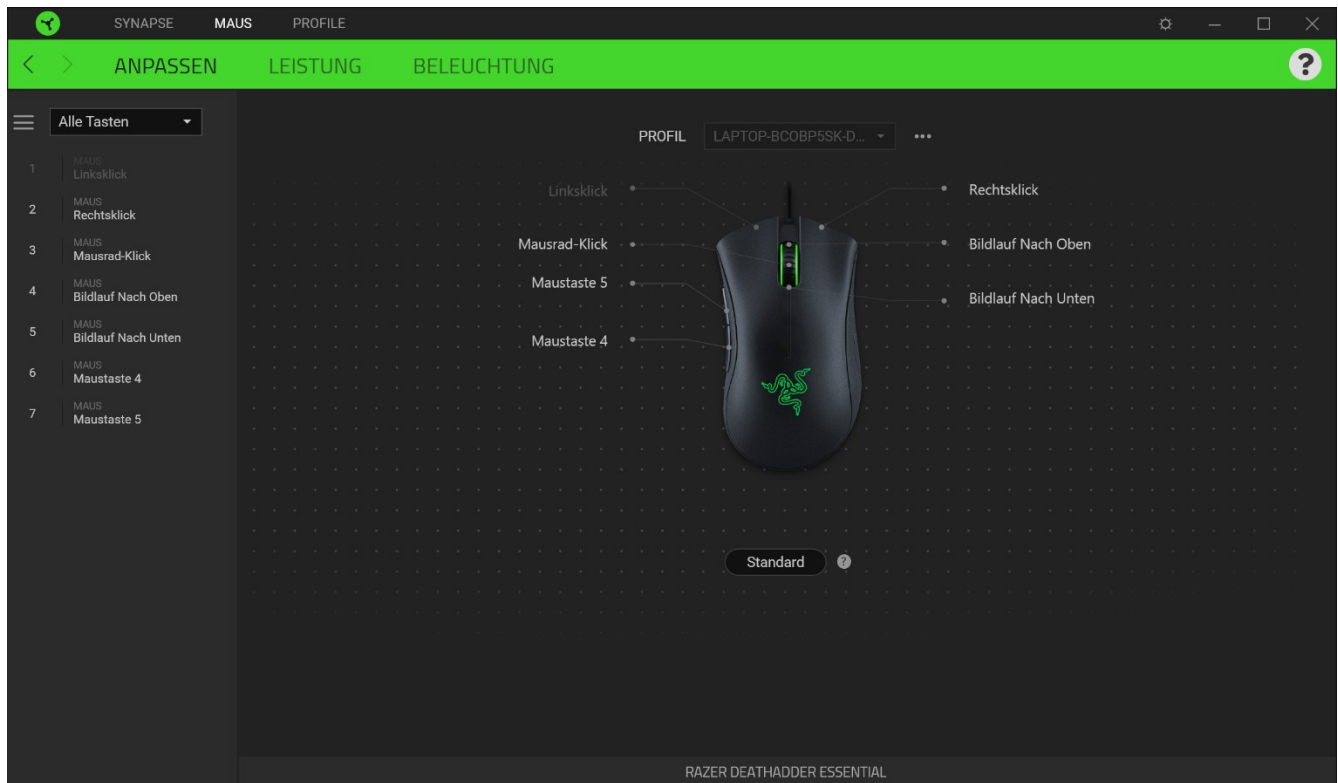 SYNAPSE MAUS PROFILE
ANPASSEN LEISTUNG BELEUCHTUNG ?
Alle Tasten
PROFIL LAPTOP-BCOBP5SK-D... •••
1 MAUS
Linksklick
2 MAUS
Rechtsklick
3 MAUS
Mausrad-Klick
4 MAUS
Bildlauf Nach Oben
5 MAUS
Bildlauf Nach Unten
6 MAUS
Maustaste 4
7 MAUS
Maustaste 5
Linksklick
Mausrad-Klick
Maustaste 5
Maustaste 4
Rechtsklick
Bildlauf Nach Oben
Bildlauf Nach Unten
Standard ?
RAZER DEATHADDER ESSENTIAL